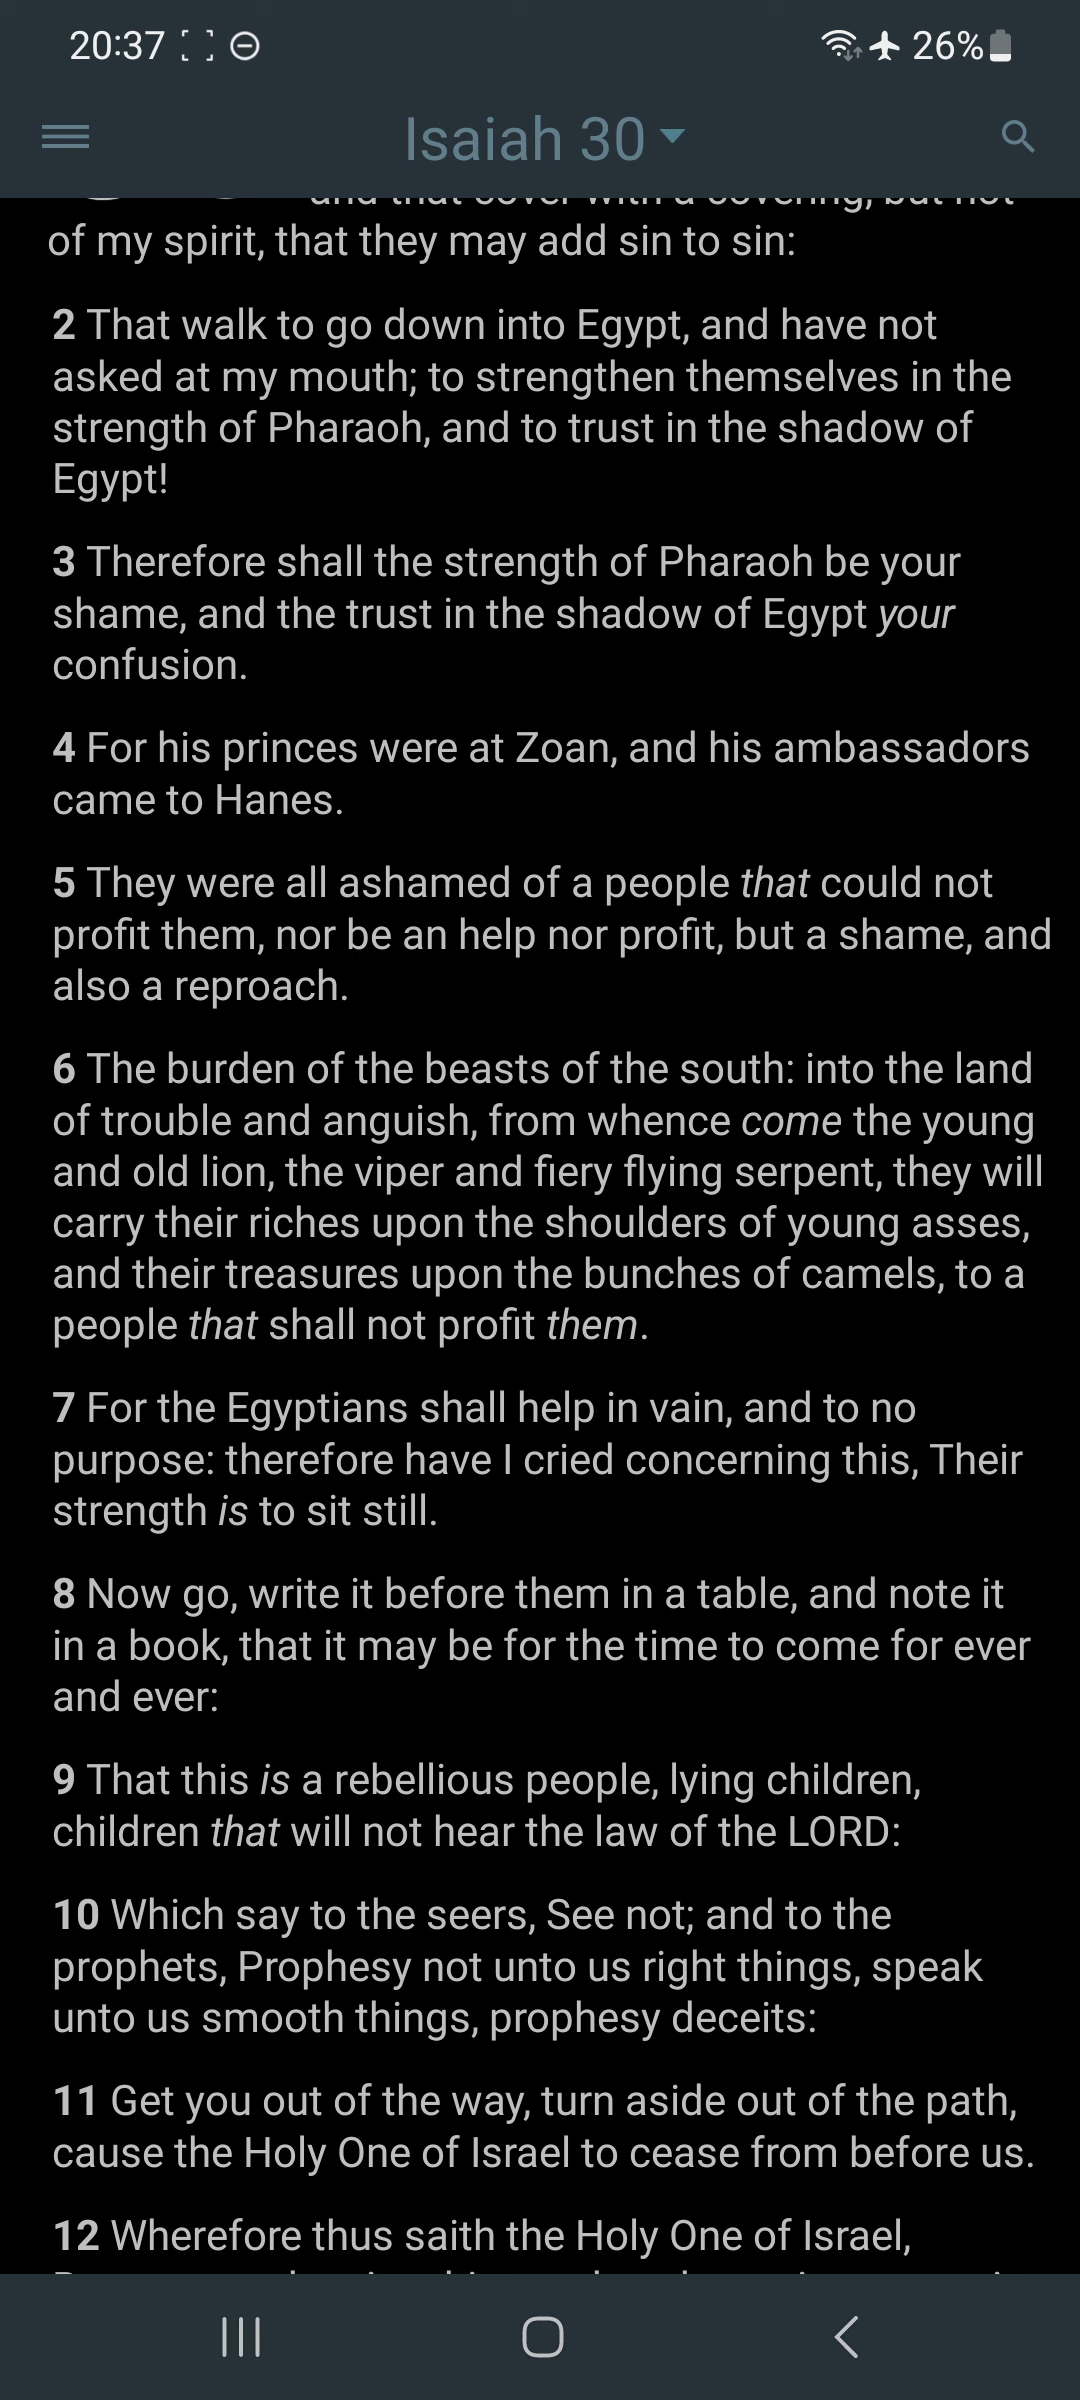 20:37
26%
Isaiah 30
and that cover with a covering, but not
of my spirit, that they may add sin to sin:
2 That walk to go down into Egypt, and have not
asked at my mouth; to strengthen themselves in the
strength of Pharaoh, and to trust in the shadow of
Egypt!
3 Therefore shall the strength of Pharaoh be your
shame, and the trust in the shadow of Egypt your
confusion.
4 For his princes were at Zoan, and his ambassadors
came to Hanes.
5 They were all ashamed of a people that could not
profit them, nor be an help nor profit, but a shame, and
also a reproach.
6 The burden of the beasts of the south: into the land
of trouble and anguish, from whence come the young
and old lion, the viper and fiery flying serpent, they will
carry their riches upon the shoulders of young asses,
and their treasures upon the bunches of camels, to a
people that shall not profit them.
7 For the Egyptians shall help in vain, and to no
purpose: therefore have I cried concerning this, Their
strength is to sit still.
8 Now go, write it before them in a table, and note it
in a book, that it may be for the time to come for ever
and ever:
9 That this is a rebellious people, lying children,
children that will not hear the law of the LORD:
10 Which say to the seers, See not; and to the
prophets, Prophesy not unto us right things, speak
unto us smooth things, prophesy deceits:
11 Get you out of the way, turn aside out of the path,
cause the Holy One of Israel to cease from before us.
12 Wherefore thus saith the Holy One of Israel,